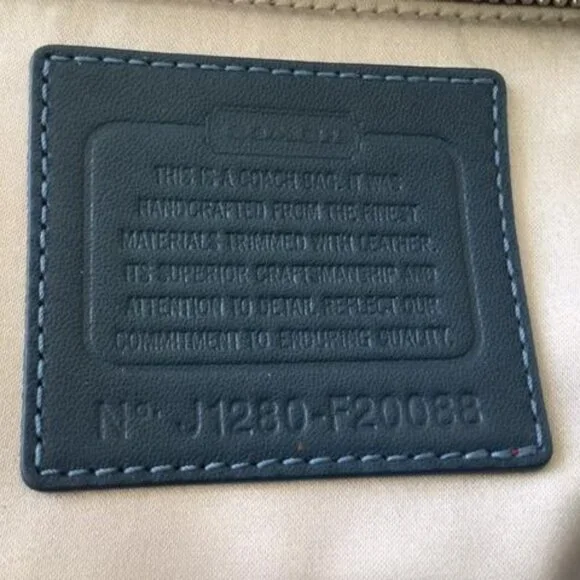 COACH
THIS IS A COACH BAG. IT WAS
HANDCRAFTED FROM THE FINEST
MATERIALS TRIMMED WITH LEATHER.
ITS SUPERIOR CRAFTSMANSHIP AND
ATTENTION TO DETAIL REFLECT OUR
COMMITMENT TO ENDURING QUALITY.
Nº. J1280-F20088